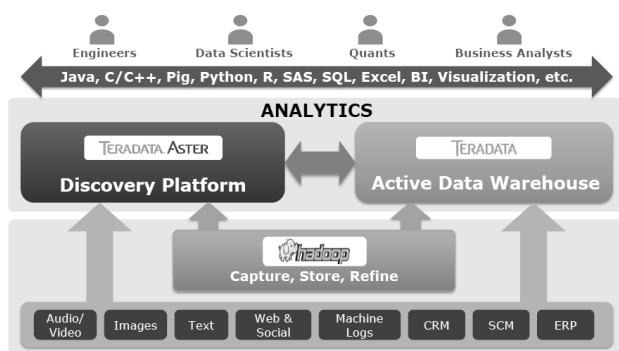 Engineers
Data Scientists
Quants
Business Analysts
Java, C/C++, Pig, Python, R, SAS, SQL, Excel, BI, Visualization, etc.
ANALYTICS
TERADATA ASTER
Discovery Platform
TERADATA
Active Data Warehouse
hadoop
Capture, Store, Refine
Audio/
Video
Images
Text
Web &
Social
Machine
Logs
CRM
SCM
ERP